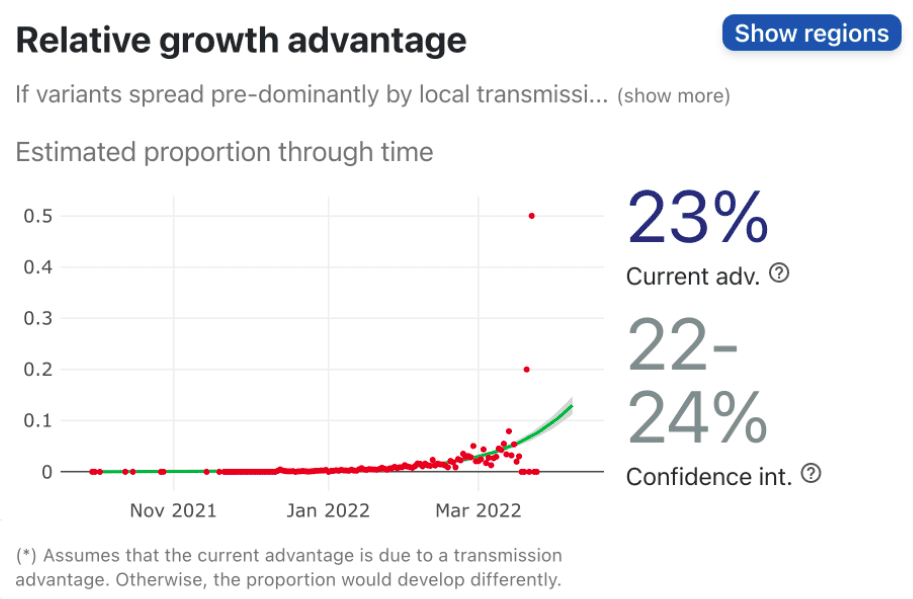 Relative growth advantage
Show regions
If variants spread pre-dominantly by local transmissi... (show more)
Estimated proportion through time
0.5
0.4
0.3
0.2
0.1
0
Nov 2021
Jan 2022
Mar 2022
23%
Current adv. ?
22-
24%
Confidence int. ?
(*) Assumes that the current advantage is due to a transmission
advantage. Otherwise, the proportion would develop differently.